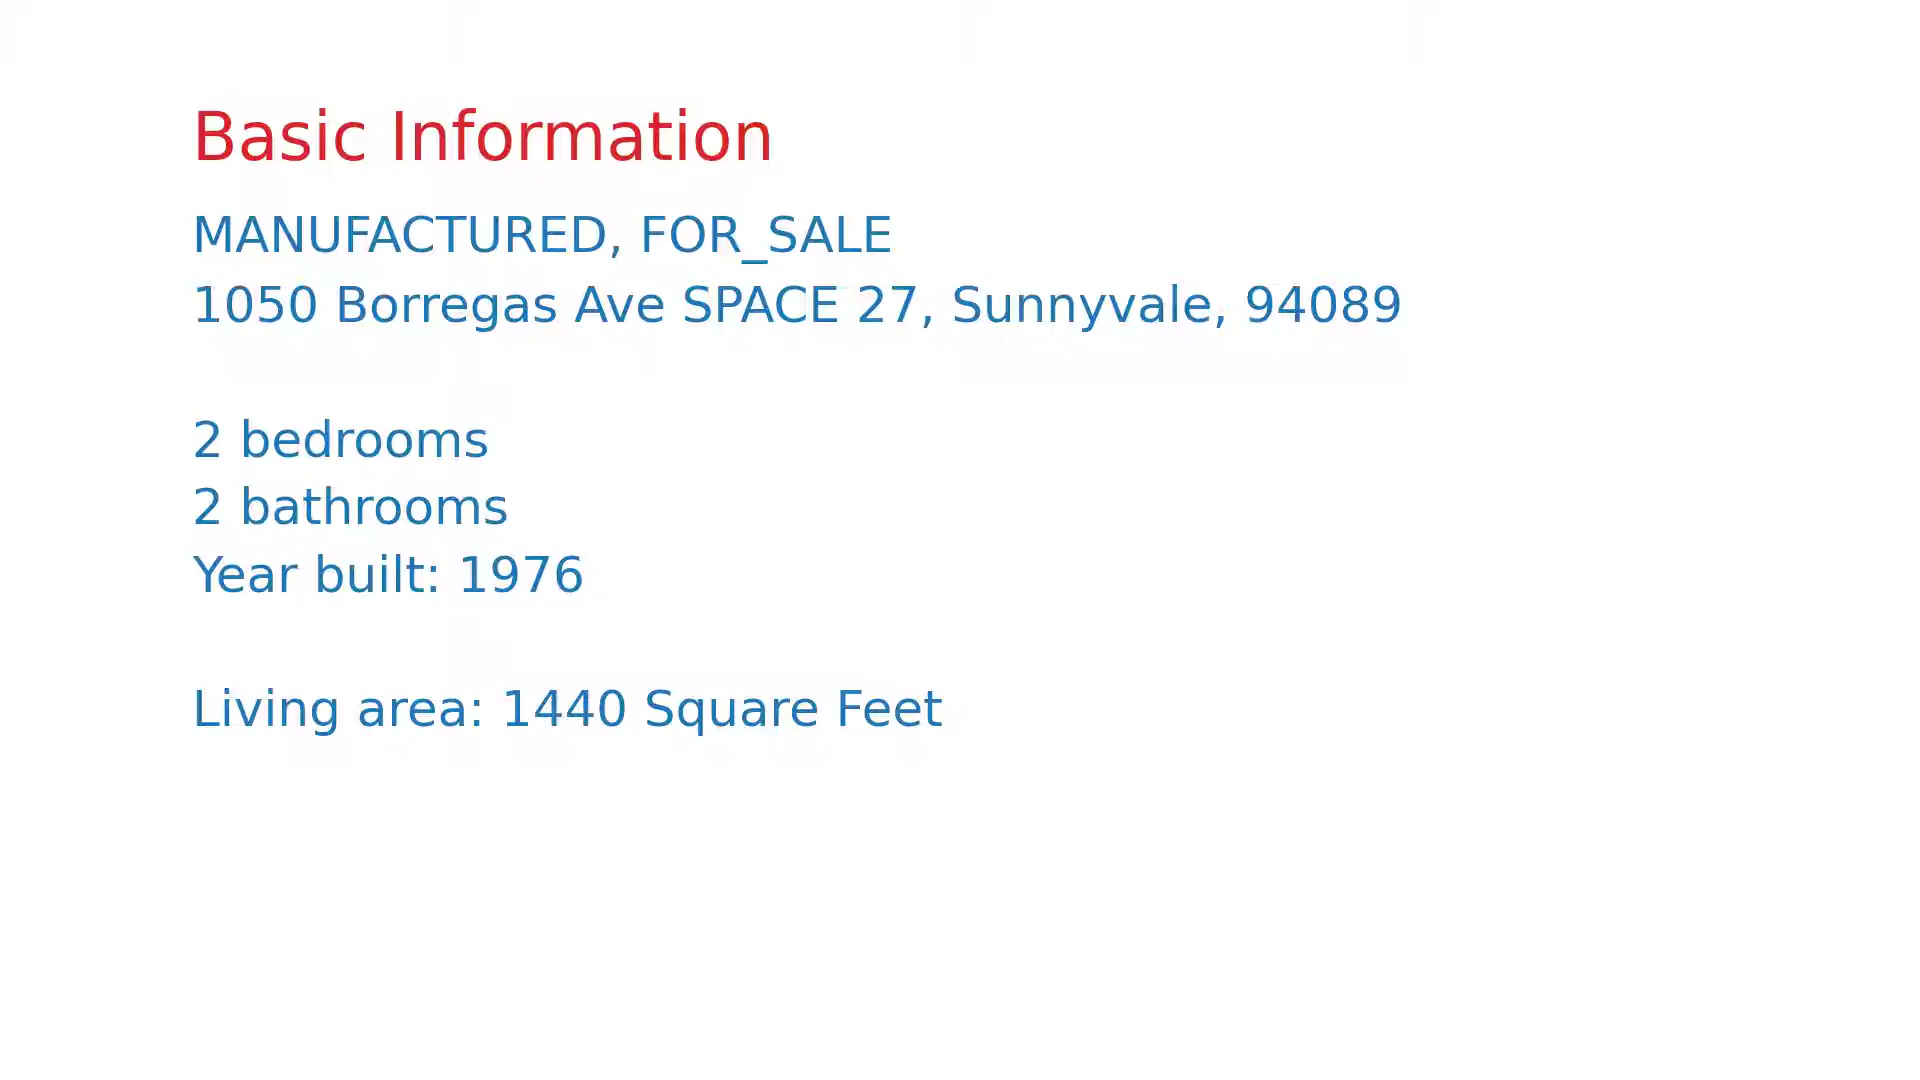 Basic Information
MANUFACTURED, FOR_SALE
1050 Borregas Ave SPACE 27, Sunnyvale, 94089
2 bedrooms
2 bathrooms
Year built: 1976
Living area: 1440 Square Feet